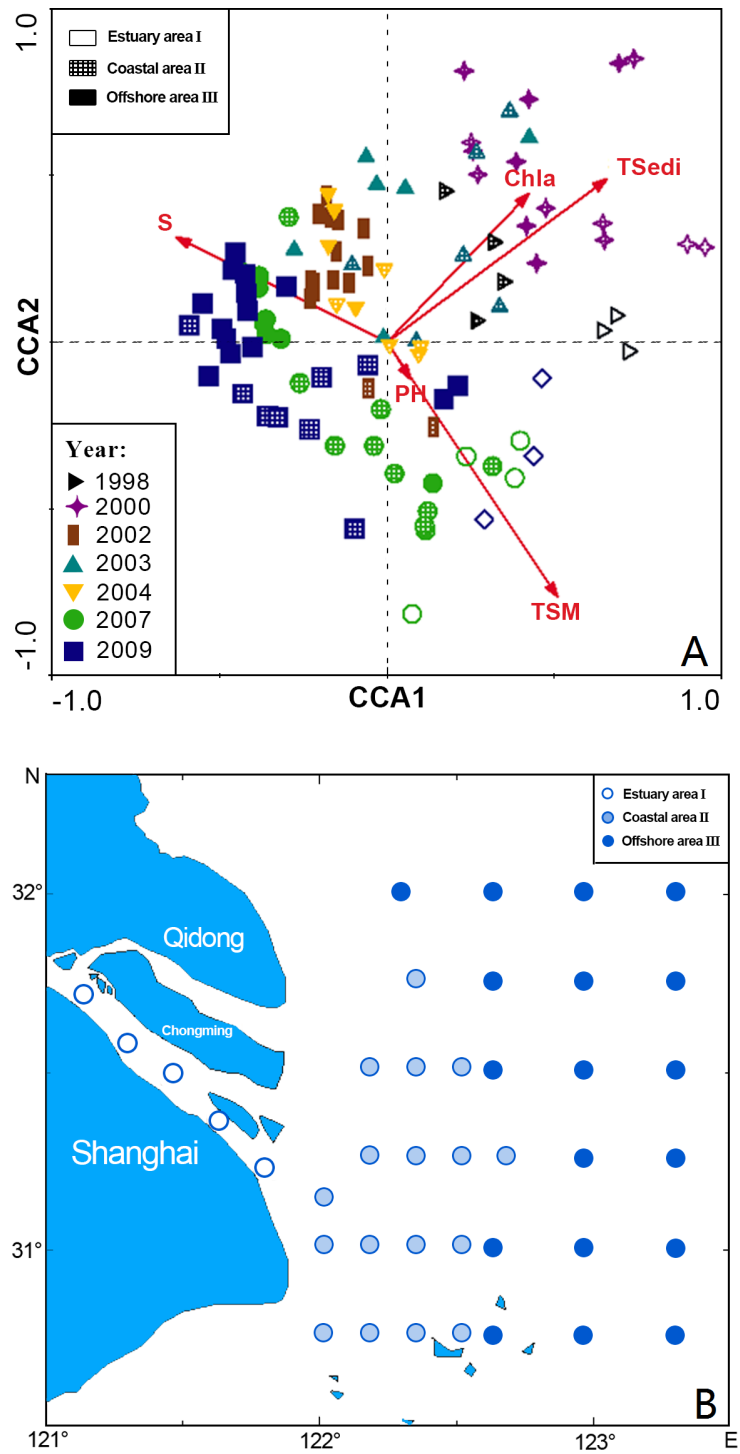 1.0
Estuary area I
Coastal area II
Offshore area III
Chla
TSedi
S
CCA2
PH
Year:
1998
2000
2002
2003
2004
2007
2009
TSM
A
-1.0
-1.0
CCA1
1.0
N
Estuary area I
Coastal area II
Offshore area III
32°
Qidong
Chongming
Shanghai
31°
B
121°
122°
123°
E